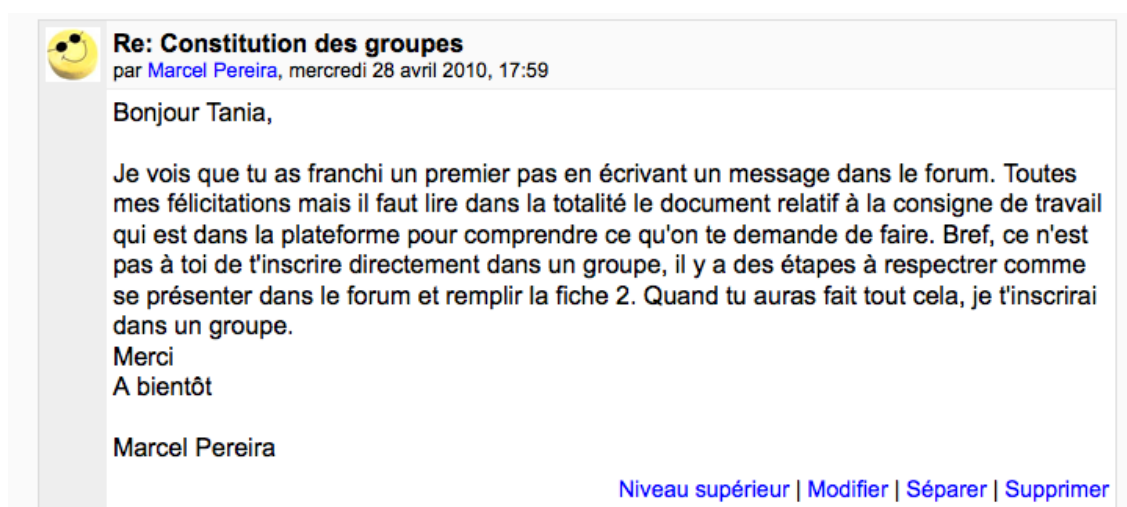 Re: Constitution des groupes
par Marcel Pereira, mercredi 28 avril 2010, 17:59
Bonjour Tania,
Je vois que tu as franchi un premier pas en écrivant un message dans le forum. Toutes
mes félicitations mais il faut lire dans la totalité le document relatif à la consigne de travail
qui est dans la plateforme pour comprendre ce qu'on te demande de faire. Bref, ce n'est
pas à toi de t'inscrire directement dans un groupe, il y a des étapes à respectrer comme
se présenter dans le forum et remplir la fiche 2. Quand tu auras fait tout cela, je t'inscrirai
dans un groupe.
Merci
A bientôt
Marcel Pereira
Niveau supérieur | Modifier | Séparer | Supprimer